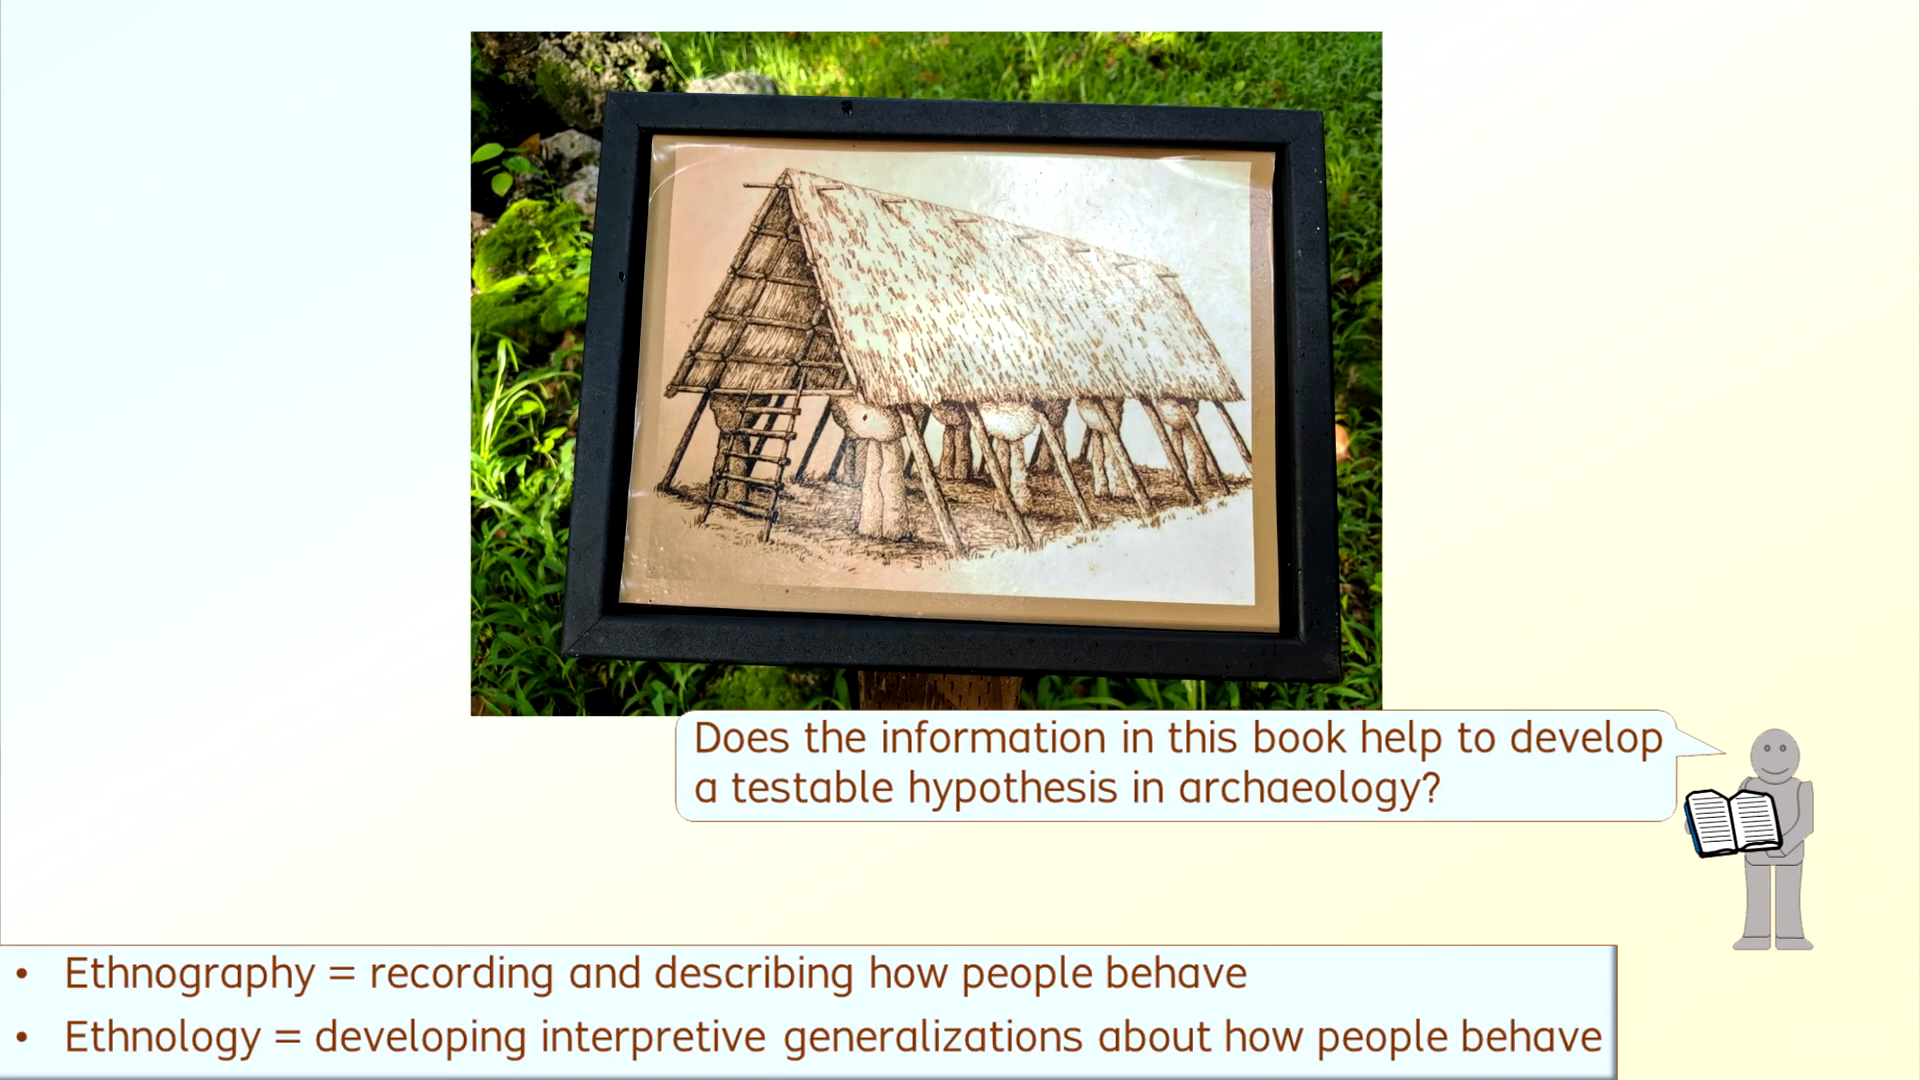 Does the information in this book help to develop
a testable hypothesis in archaeology?
• Ethnography = recording and describing how people behave
• Ethnology = developing interpretive generalizations about how people behave